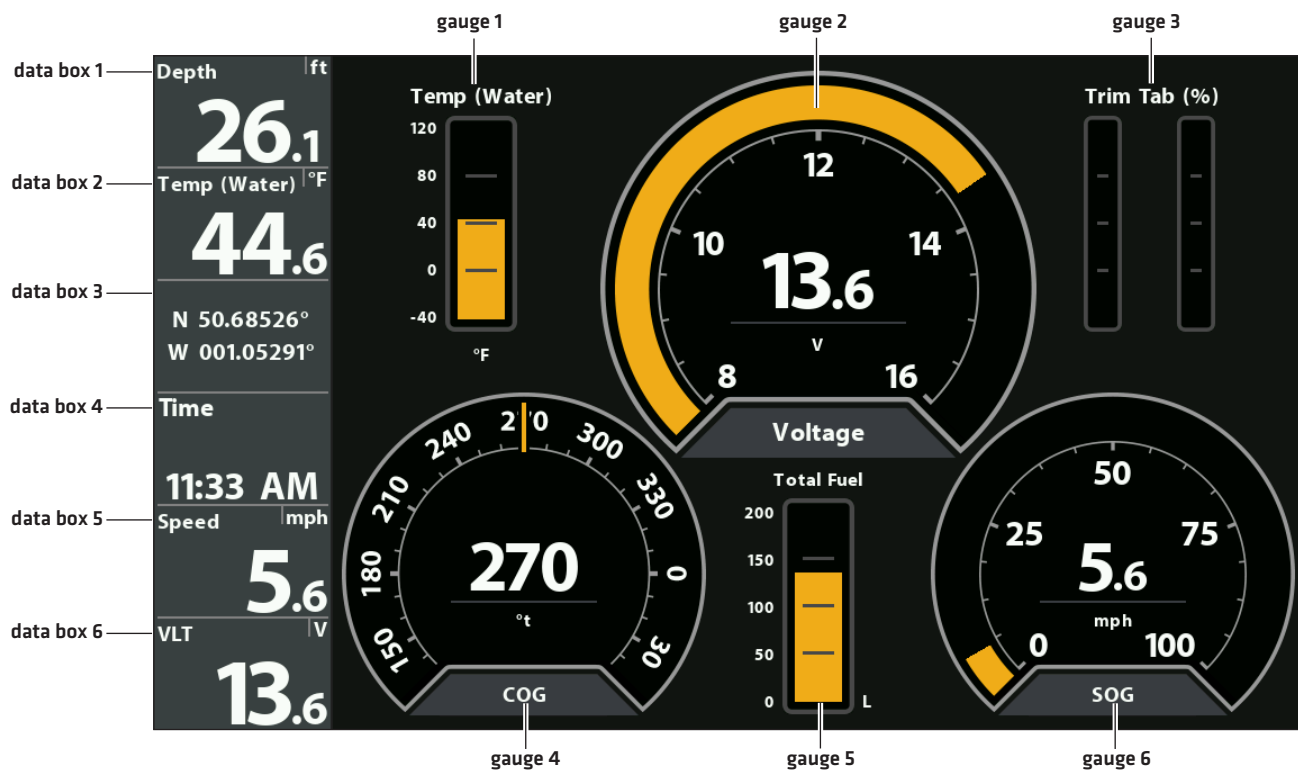 gauge 1
gauge 2
gauge 3
data box 1
Depth ft
26.1
data box 2
Temp (Water) °F
44.6
data box 3
N 50.68526°
W 001.05291°
data box 4
Time
11:33 AM
data box 5
Speed mph
5.6
data box 6
VLT V
13.6
Temp (Water)
120
80
40
0
-40
°F
8
10
12
14
16
13.6
V
Voltage
Trim Tab (%)
150
180
210
240
300
330
0
30
270
°t
COG
Total Fuel
200
150
100
50
0
L
0
25
50
75
100
5.6
mph
SOG
gauge 4
gauge 5
gauge 6